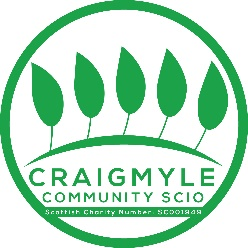 CRAIGMYLE
COMMUNITY SCIO
Scottish Charity Number: SC001949